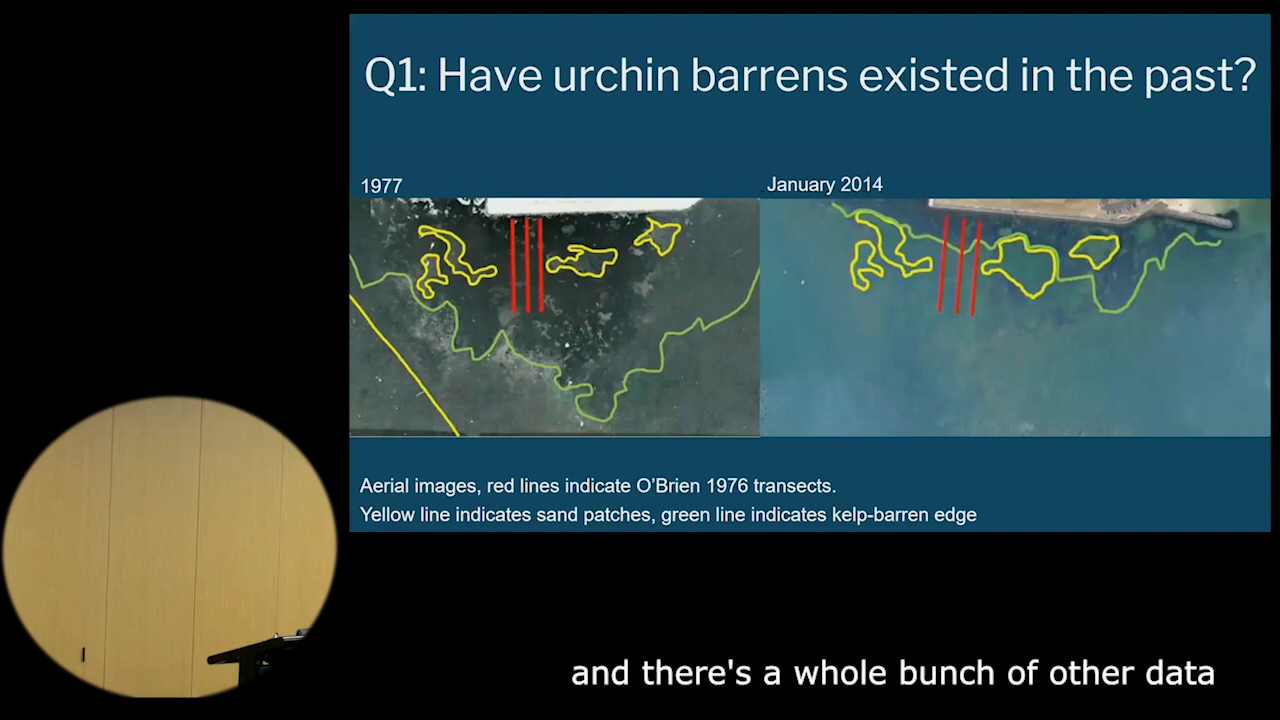 Q1: Have urchin barrens existed in the past?
1977
January 2014
Aerial images, red lines indicate O’Brien 1976 transects.
Yellow line indicates sand patches, green line indicates kelp-barren edge
and there's a whole bunch of other data